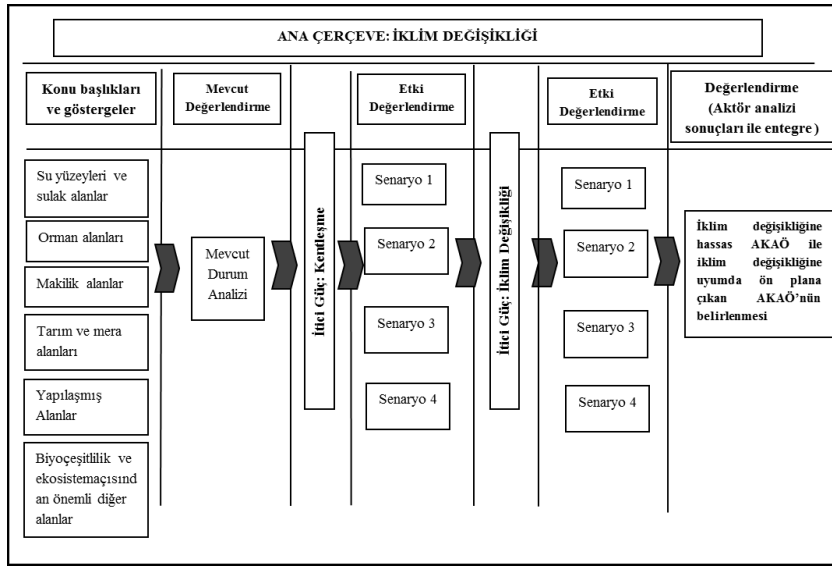 ANA ÇERÇEVE: İKLİM DEĞİŞİKLİĞİ
Konu başlıkları
ve göstergeler
Mevcut
Değerlendirme
Etki
Değerlendirme
Etki
Değerlendirme
Değerlendirme
(Aktör analizi
sonuçları ile entegre )
Su yüzeyleri ve
sulak alanlar
Orman alanları
Makilik alanlar
Tarım ve mera
alanları
Yapılaşmış
Alanlar
Biyoçeşitlilik ve
ekosistemaçısınd
an önemli diğer
alanlar
Mevcut
Durum
Analizi
İtici Güç: Kentleşme
Senaryo 1
Senaryo 2
Senaryo 3
Senaryo 4
İtici Güç: İklim Değişikliği
Senaryo 1
Senaryo 2
Senaryo 3
Senaryo 4
İklim değişikliğine
hassas AKAÖ ile
iklim değişikliğine
uyumda ön plana
çıkan AKAÖ’nün
belirlenmesi